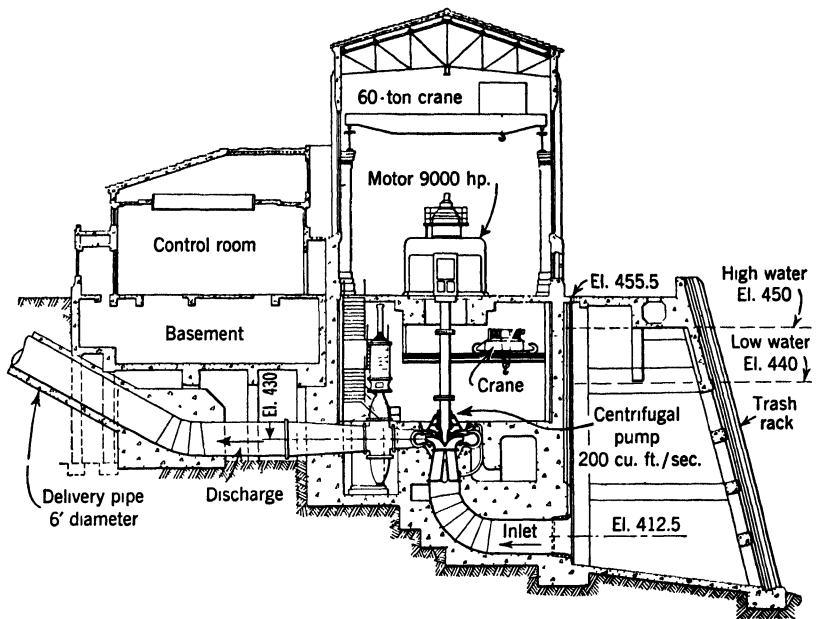 60-ton crane
Motor 9000 hp.
Control room
El. 455.5
High water
El. 450
Basement
Low water
El. 440
Crane
El. 430
Trash
rack
Centrifugal
pump
200 cu. ft./sec.
Discharge
Delivery pipe
6' diameter
Inlet
El. 412.5